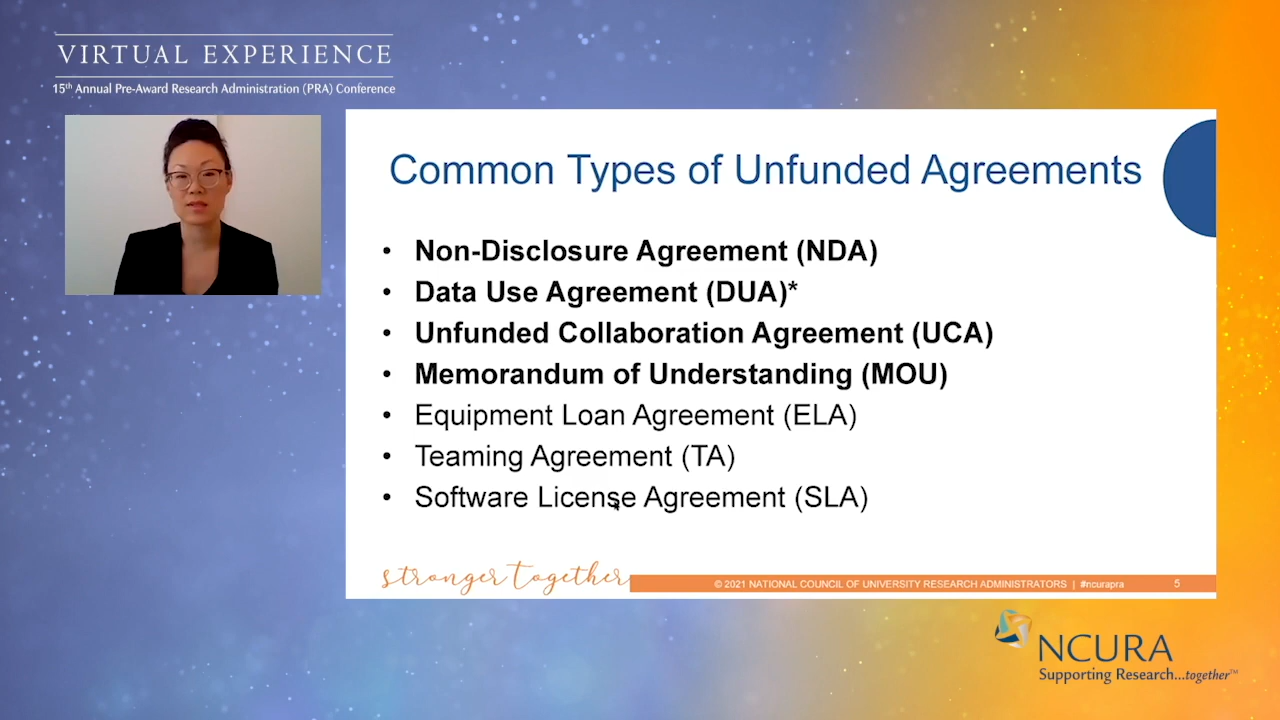 VIRTUAL EXPERIENCE
15th Annual Pre-Award Research Administration (PRA) Conference
Common Types of Unfunded Agreements
• Non-Disclosure Agreement (NDA)
• Data Use Agreement (DUA)*
• Unfunded Collaboration Agreement (UCA)
• Memorandum of Understanding (MOU)
• Equipment Loan Agreement (ELA)
• Teaming Agreement (TA)
• Software License Agreement (SLA)
stronger together
© 2021 NATIONAL COUNCIL OF UNIVERSITY RESEARCH ADMINISTRATORS | #ncurapra 5
NCURA
Supporting Research...together™